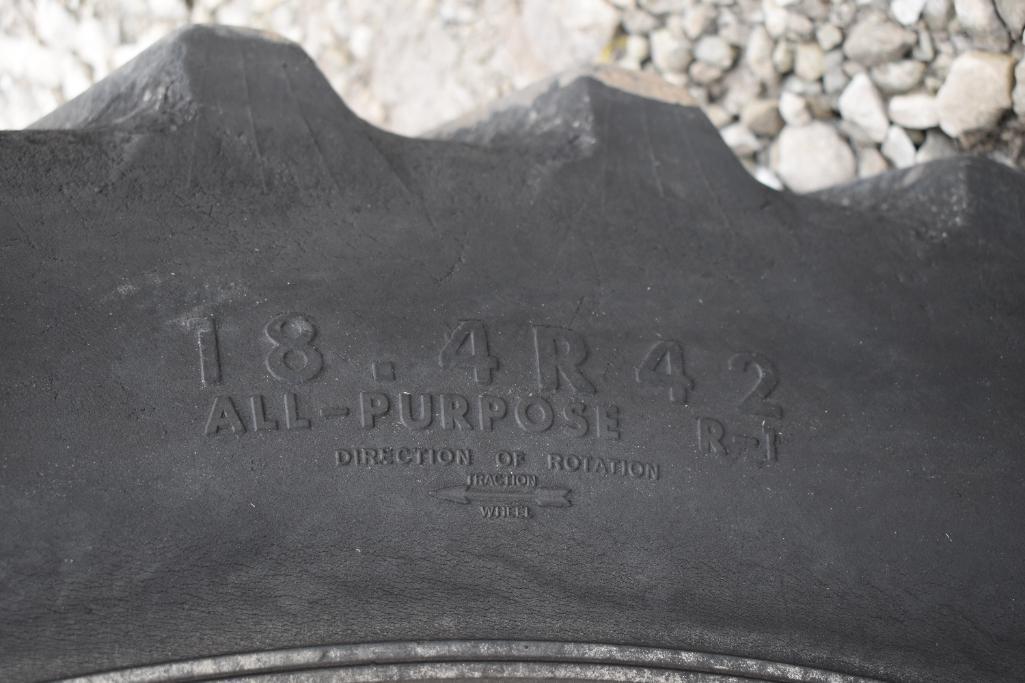 18.4R42
ALL-PURPOSE R-1
DIRECTION OF ROTATION
TRACTION
WHEEL